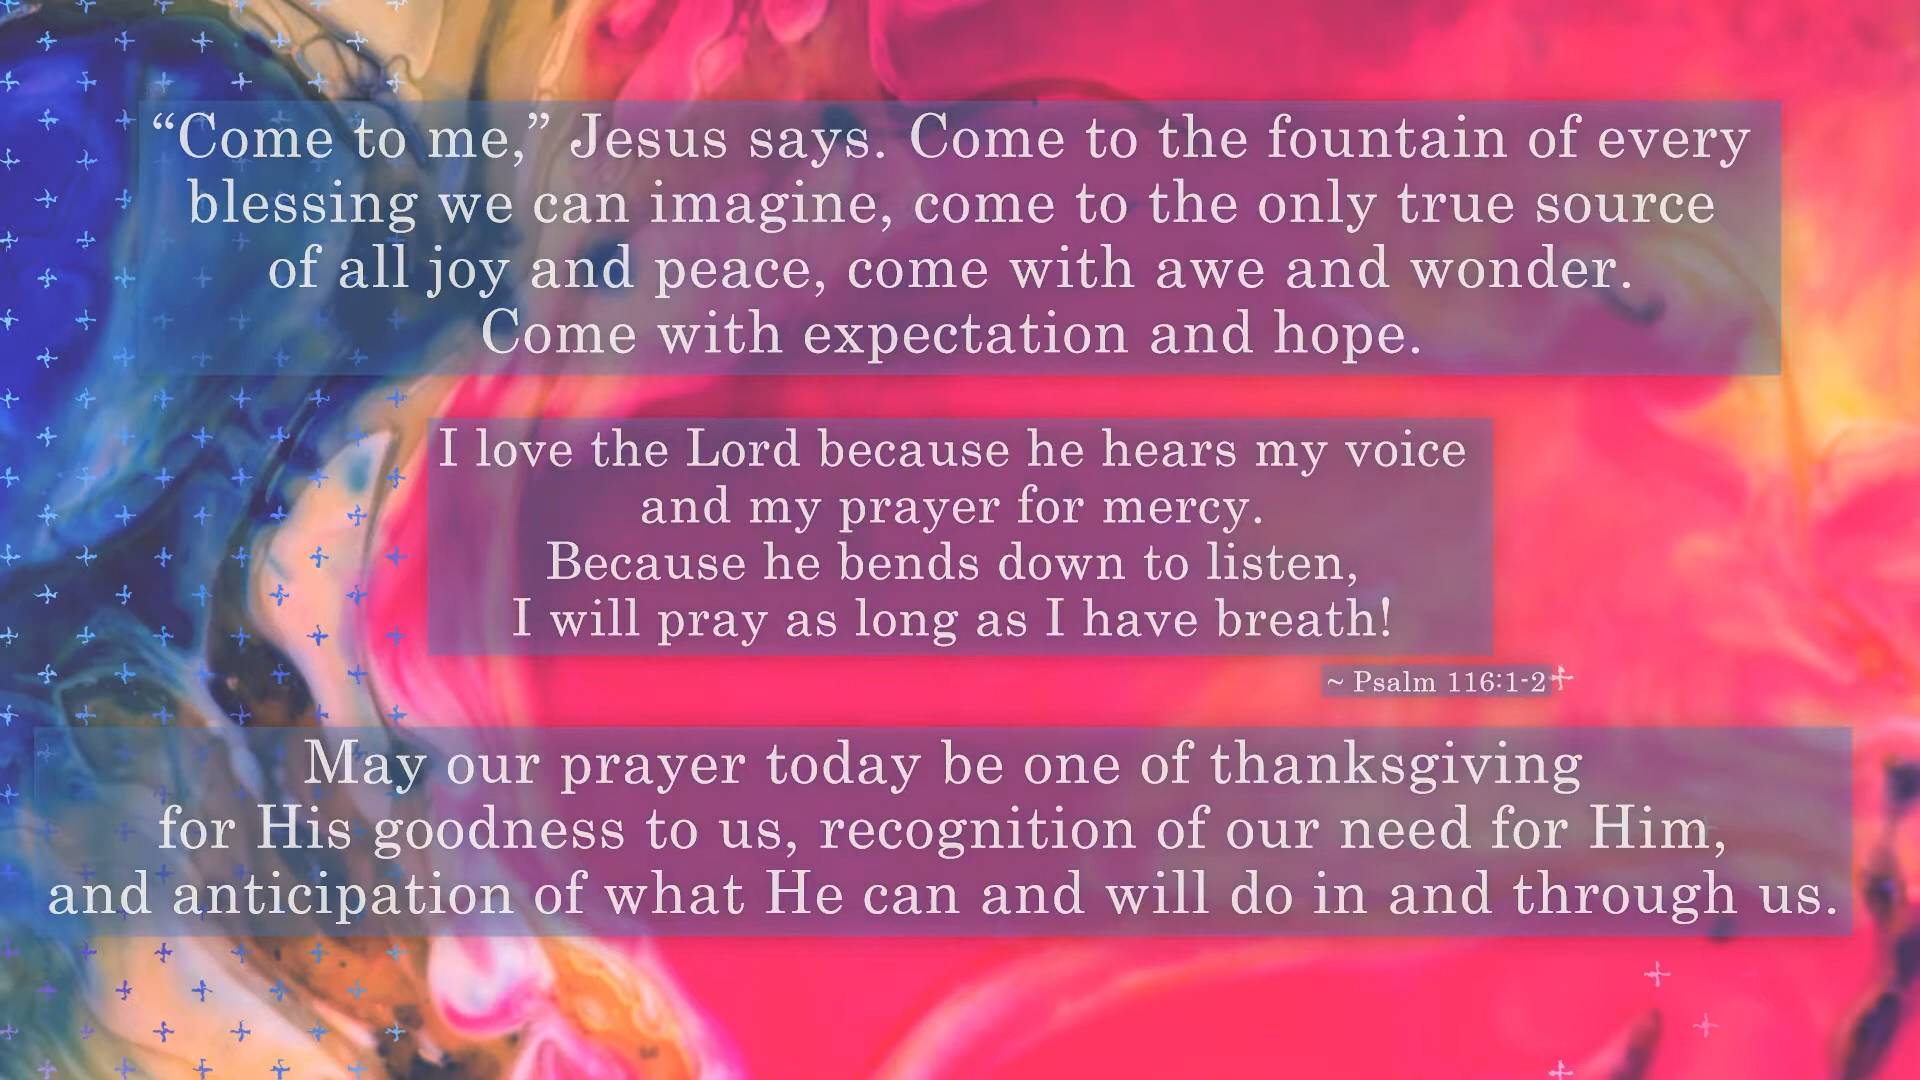 “Come to me,” Jesus says. Come to the fountain of every
blessing we can imagine, come to the only true source
of all joy and peace, come with awe and wonder.
Come with expectation and hope.
I love the Lord because he hears my voice
and my prayer for mercy.
Because he bends down to listen,
I will pray as long as I have breath!
~ Psalm 116:1-2
May our prayer today be one of thanksgiving
for His goodness to us, recognition of our need for Him,
and anticipation of what He can and will do in and through us.